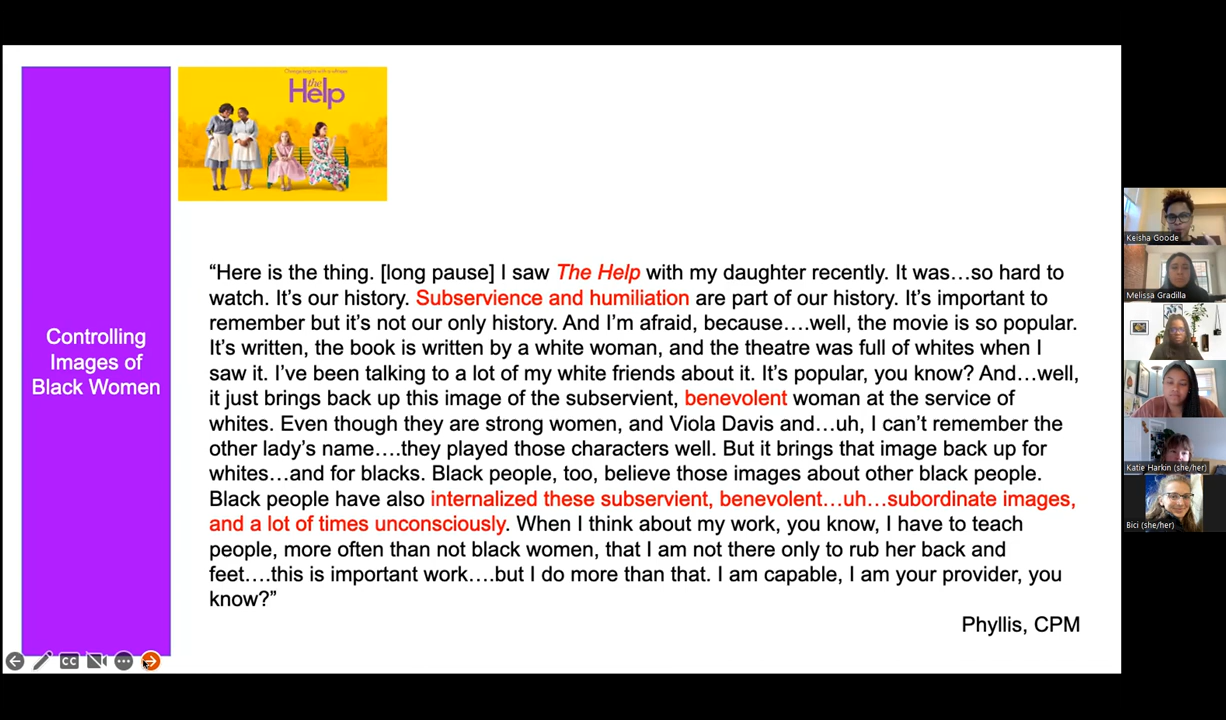 Change begins with a whisper.
the
Help
Controlling
Images of
Black Women
“Here is the thing. [long pause] I saw The Help with my daughter recently. It was…so hard to
watch. It’s our history. Subservience and humiliation are part of our history. It’s important to
remember but it’s not our only history. And I’m afraid, because….well, the movie is so popular.
It’s written, the book is written by a white woman, and the theatre was full of whites when I
saw it. I’ve been talking to a lot of my white friends about it. It’s popular, you know? And…well,
it just brings back up this image of the subservient, benevolent woman at the service of
whites. Even though they are strong women, and Viola Davis and…uh, I can’t remember the
other lady’s name….they played those characters well. But it brings that image back up for
whites…and for blacks. Black people, too, believe those images about other black people.
Black people have also internalized these subservient, benevolent…uh…subordinate images,
and a lot of times unconsciously. When I think about my work, you know, I have to teach
people, more often than not black women, that I am not there only to rub her back and
feet….this is important work….but I do more than that. I am capable, I am your provider, you
know?”
Phyllis, CPM
CC
Keisha Goode
Melissa Gradilla
Katie Harkin (she/her)
Bici (she/her)